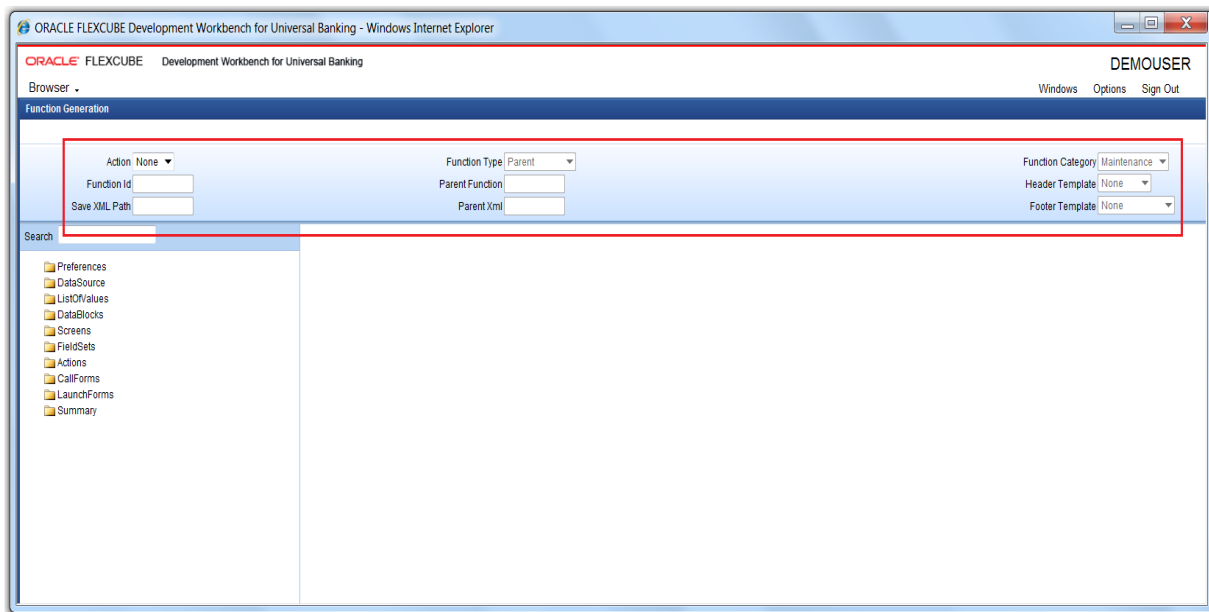 ORACLE FLEXCUBE Development Workbench for Universal Banking - Windows Internet Explorer
X
ORACLE FLEXCUBE Development Workbench for Universal Banking DEMOUSER
Browser Windows Options Sign Out
Function Generation
Action None Function Type Parent Function Category Maintenance
Function Id Parent Function Header Template None
Save XML Path Parent Xml Footer Template None
Search
Preferences
DataSource
ListOfValues
DataBlocks
Screens
FieldSets
Actions
CallForms
LaunchForms
Summary